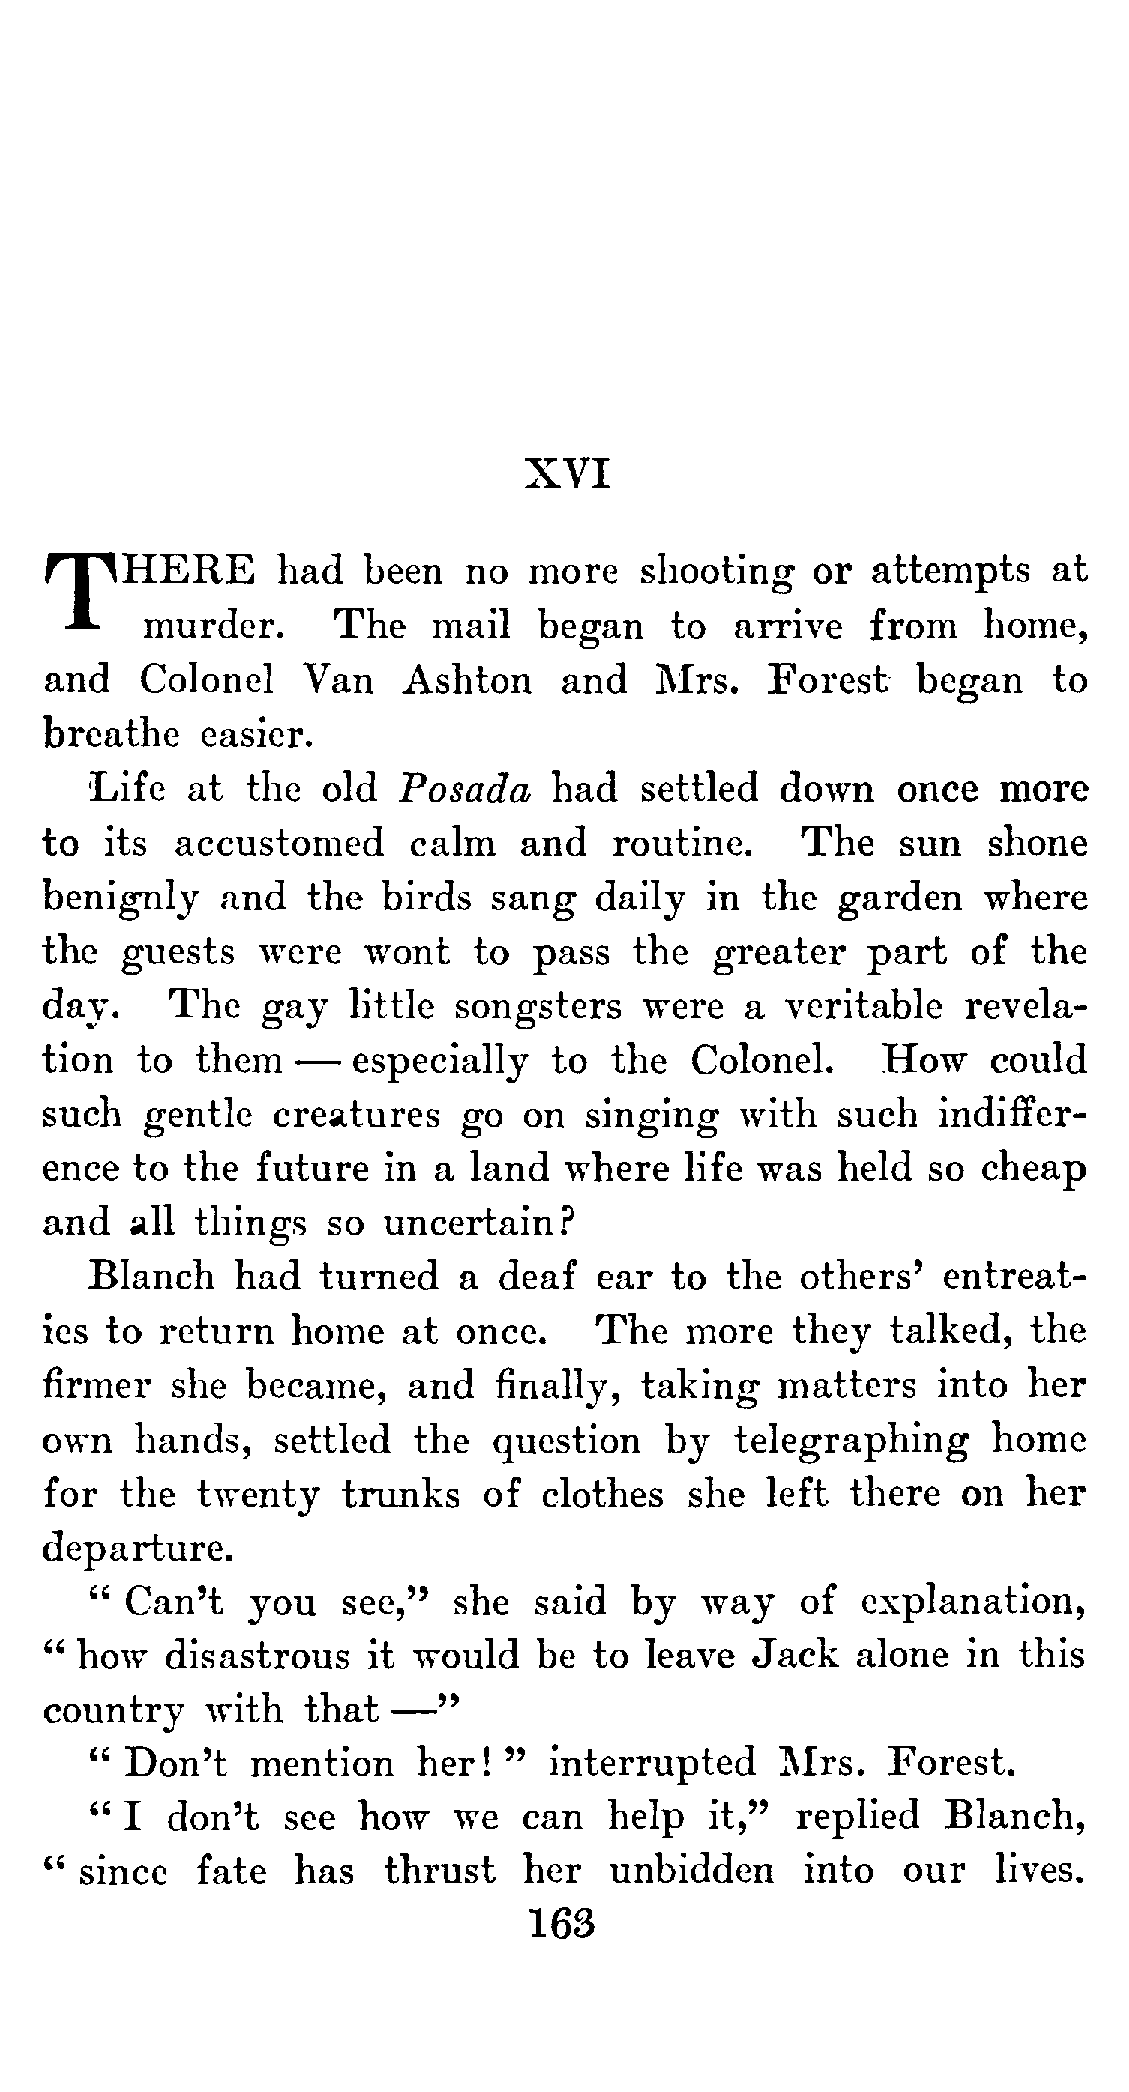 XVI
THERE had been no more shooting or attempts at
murder. The mail began to arrive from home,
and Colonel Van Ashton and Mrs. Forest began to
breathe easier.
Life at the old Posada had settled down once more
to its accustomed calm and routine. The sun shone
benignly and the birds sang daily in the garden where
the guests were wont to pass the greater part of the
day. The gay little songsters were a veritable revela-
tion to them — especially to the Colonel. How could
such gentle creatures go on singing with such indiffer-
ence to the future in a land where life was held so cheap
and all things so uncertain?
Blanch had turned a deaf ear to the others’ entreat-
ies to return home at once. The more they talked, the
firmer she became, and finally, taking matters into her
own hands, settled the question by telegraphing home
for the twenty trunks of clothes she left there on her
departure.
“ Can’t you see,” she said by way of explanation,
“ how disastrous it would be to leave Jack alone in this
country with that —”
“ Don’t mention her! ” interrupted Mrs. Forest.
“ I don’t see how we can help it,” replied Blanch,
“ since fate has thrust her unbidden into our lives.
163